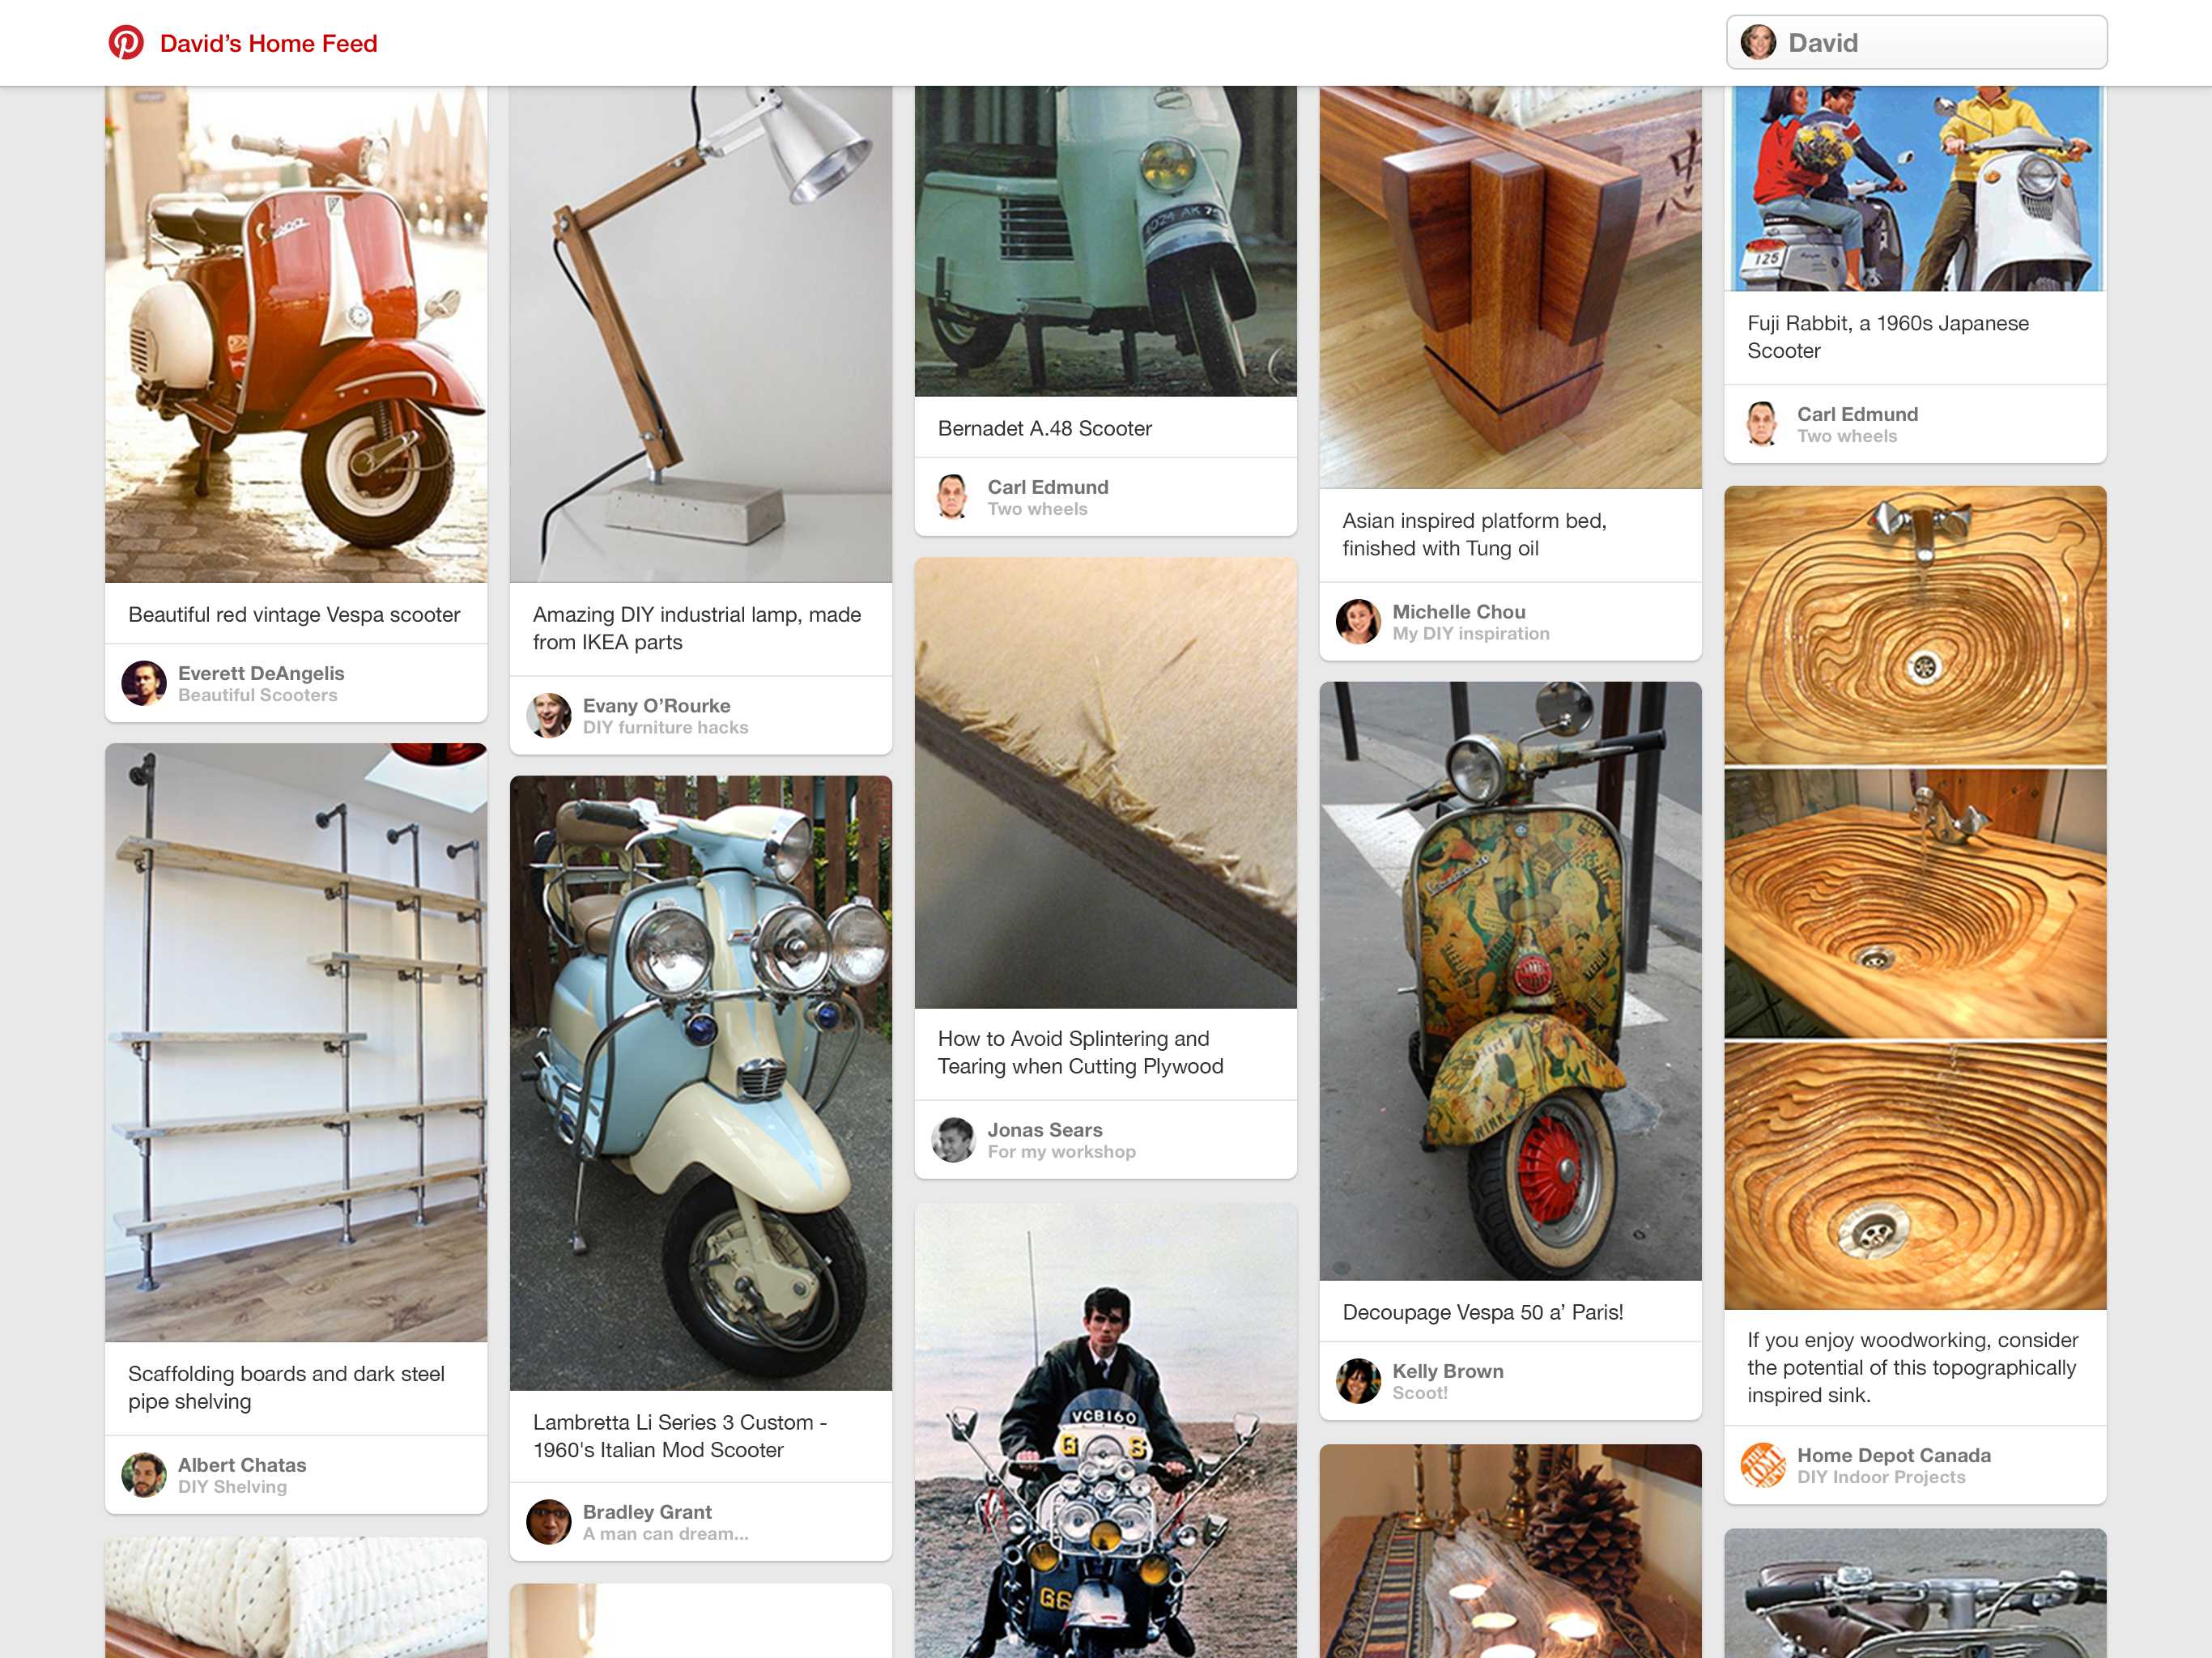 David’s Home Feed
David
Vespa
Beautiful red vintage Vespa scooter
Everett DeAngelis
Beautiful Scooters
Scaffolding boards and dark steel
pipe shelving
Albert Chatas
DIY Shelving
Amazing DIY industrial lamp, made
from IKEA parts
Evany O’Rourke
DIY furniture hacks
Lambretta Li Series 3 Custom -
1960's Italian Mod Scooter
Bradley Grant
A man can dream...
Bernadet A.48 Scooter
Carl Edmund
Two wheels
How to Avoid Splintering and
Tearing when Cutting Plywood
Jonas Sears
For my workshop
VCB160
G S
GS
忠
Asian inspired platform bed,
finished with Tung oil
Michelle Chou
My DIY inspiration
Decoupage Vespa 50 a’ Paris!
Kelly Brown
Scoot!
125
Fuji Rabbit, a 1960s Japanese
Scooter
Carl Edmund
Two wheels
If you enjoy woodworking, consider
the potential of this topographically
inspired sink.
Home Depot Canada
DIY Indoor Projects